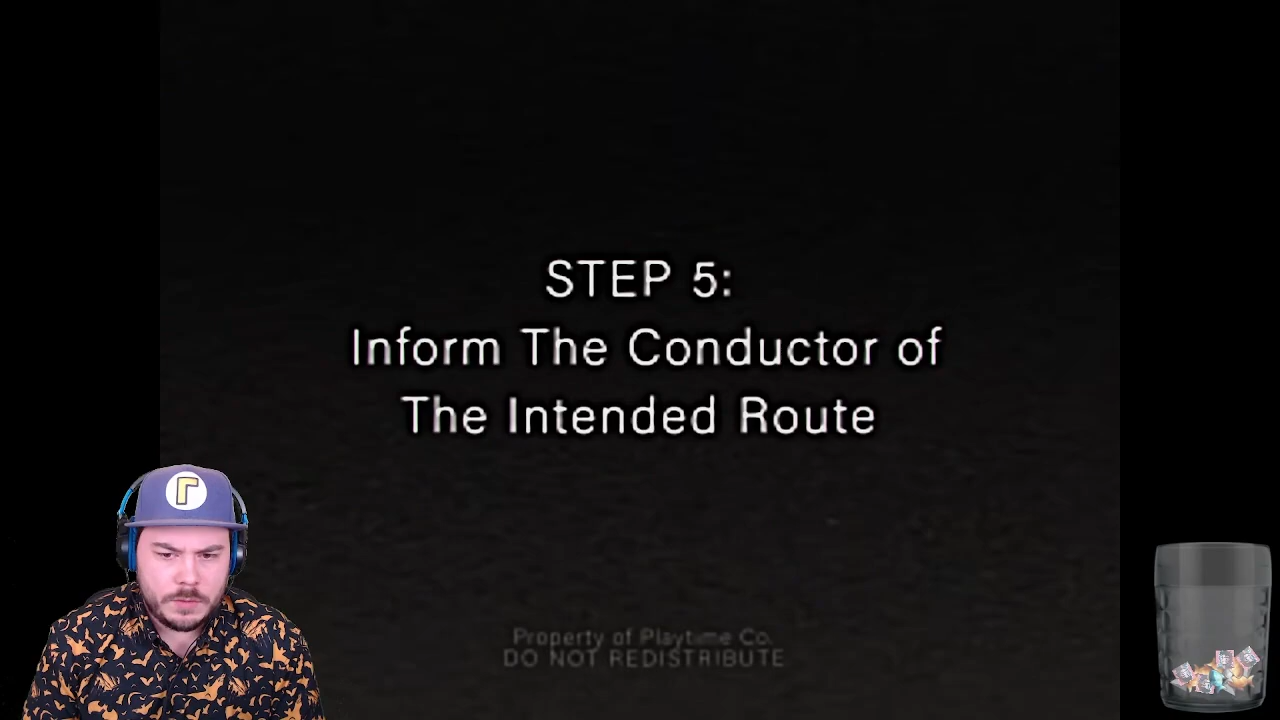 STEP 5:
Inform The Conductor of
The Intended Route
Property of Playtime Co.
DO NOT REDISTRIBUTE